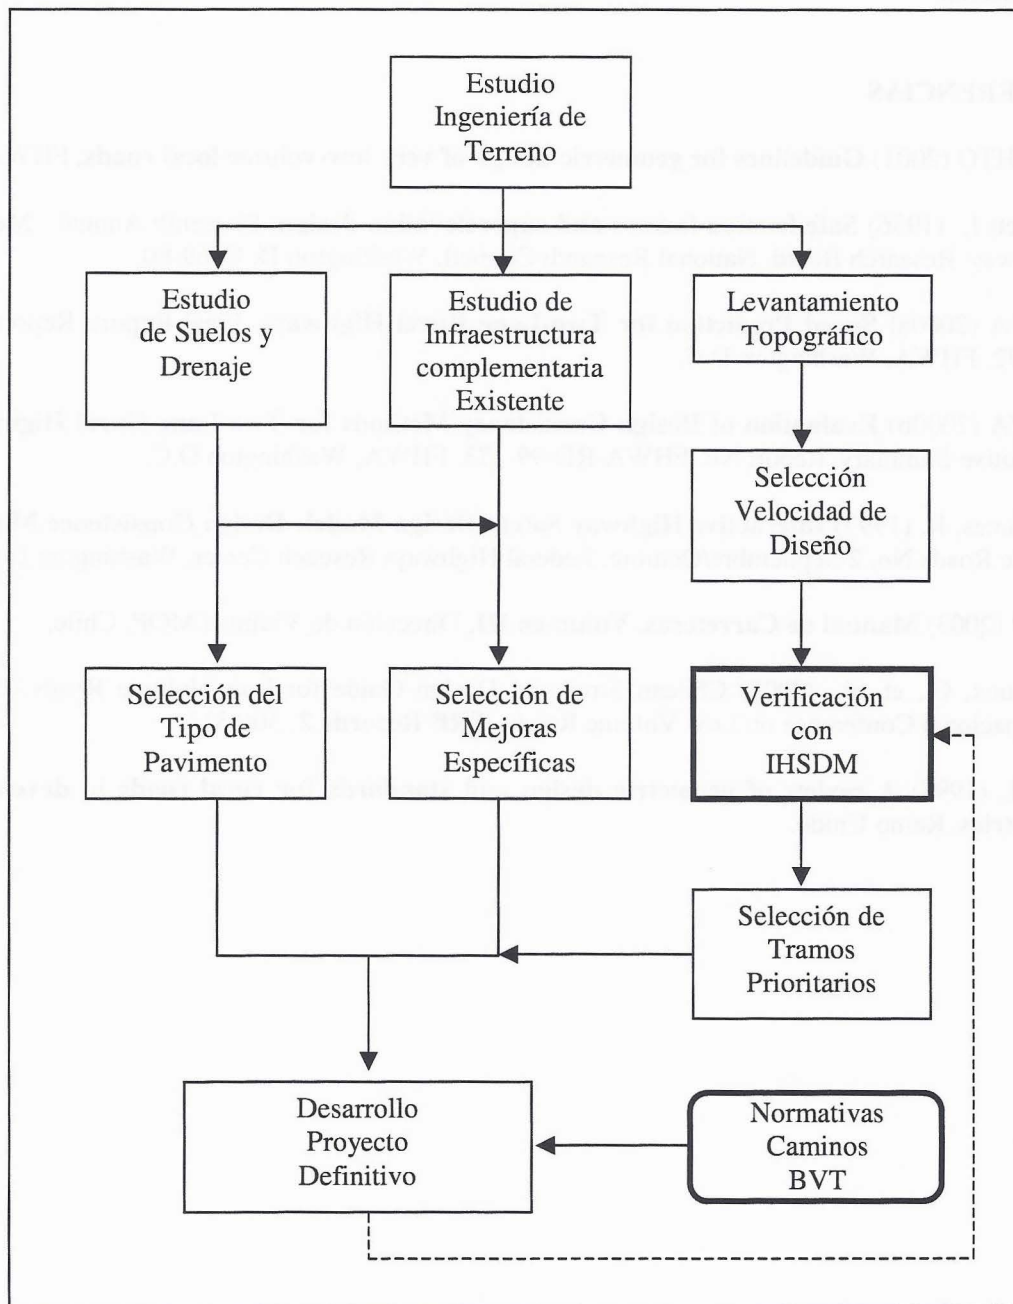 Estudio
Ingeniería de
Terreno
Estudio
de Suelos y
Drenaje
Estudio de
Infraestructura
complementaria
Existente
Levantamiento
Topográfico
Selección
Velocidad de
Diseño
Selección del
Tipo de
Pavimento
Selección de
Mejoras
Específicas
Verificación
con
IHSDM
Selección de
Tramos
Prioritarios
Desarrollo
Proyecto
Definitivo
Normativas
Caminos
BVT